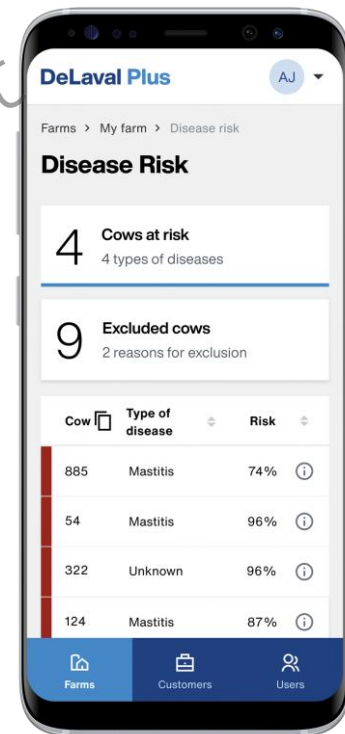 DeLaval Plus
AJ
Farms > My farm > Disease risk
Disease Risk
4
Cows at risk
4 types of diseases
9
Excluded cows
2 reasons for exclusion
Cow Type of disease Risk
885 Mastitis 74%
54 Mastitis 96%
322 Unknown 96%
124 Mastitis 87%
Farms Customers Users